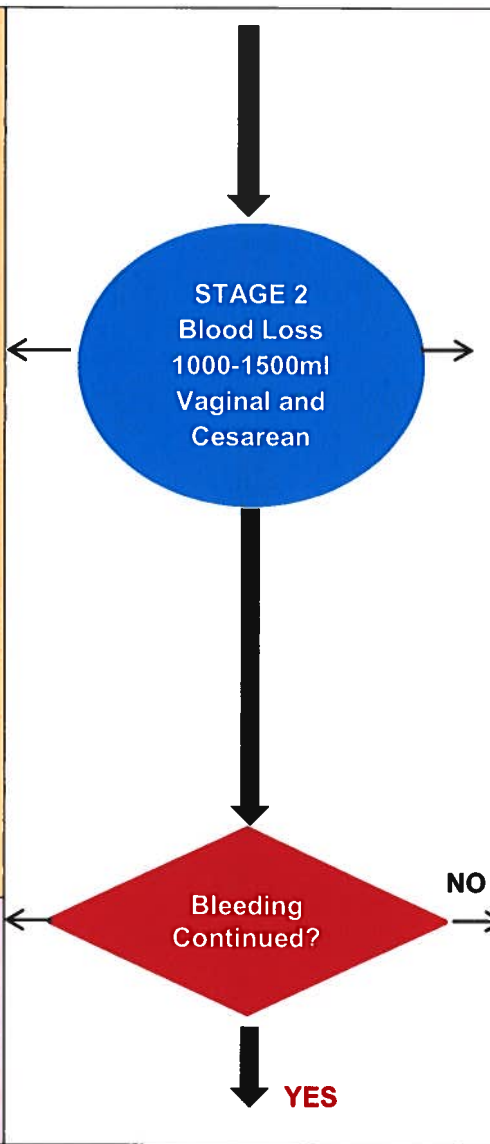 STAGE 2
Blood Loss
1000-1500ml
Vaginal and
Cesarean
NO
Bleeding
Continued?
YES